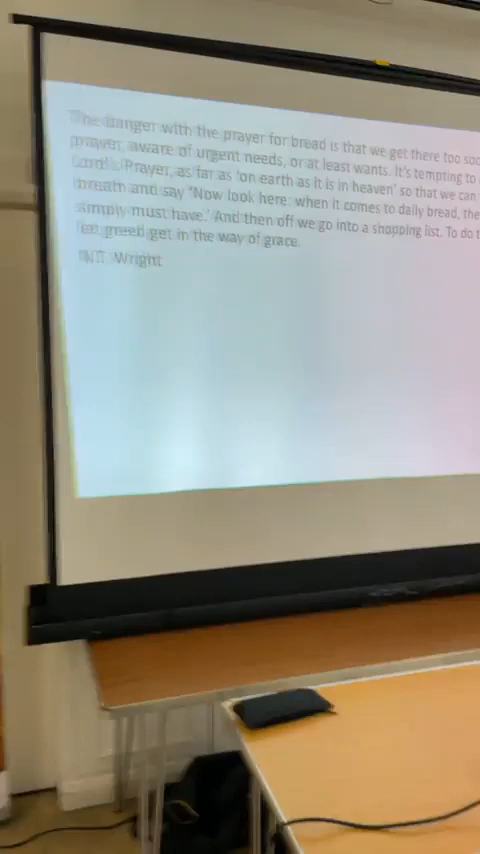 The danger with the prayer for bread is that we get there too
prayer, aware of urgent needs, or at least wants. It's tempting to
Lord's Prayer, as far as 'on earth as it is in heaven' so that we can
breath and say 'Now look here: when it comes to daily bread, the
simply must have.' And then off we go into a shopping list. To do
let greed get in the way of grace.
N.T. Wright